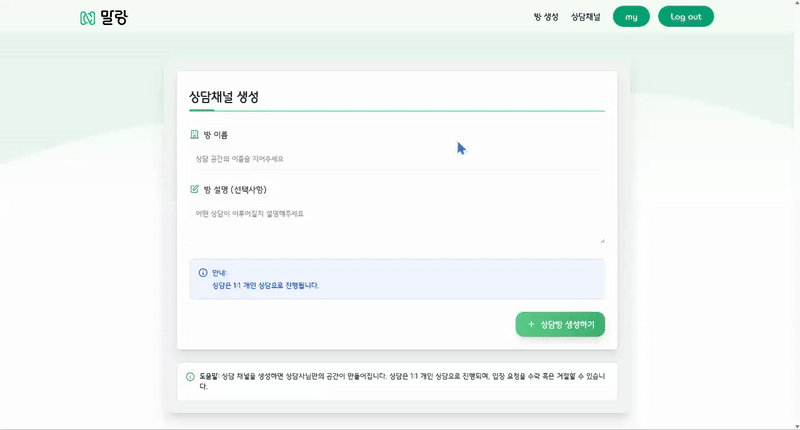 말랑
방 생성
상담채널
my
Log out
상담채널 생성
방 이름
상담 공간의 이름을 지어주세요
방 설명 (선택사항)
어떤 상담이 이루어질지 설명해주세요
안내:
상담은 1:1 개인 상담으로 진행됩니다.
+ 상담방 생성하기
도움말: 상담 채널을 생성하면 상담사님만의 공간이 만들어집니다. 상담은 1:1 개인 상담으로 진행되며, 입장 요청을 수락 혹은 거절할 수 있습니
다.